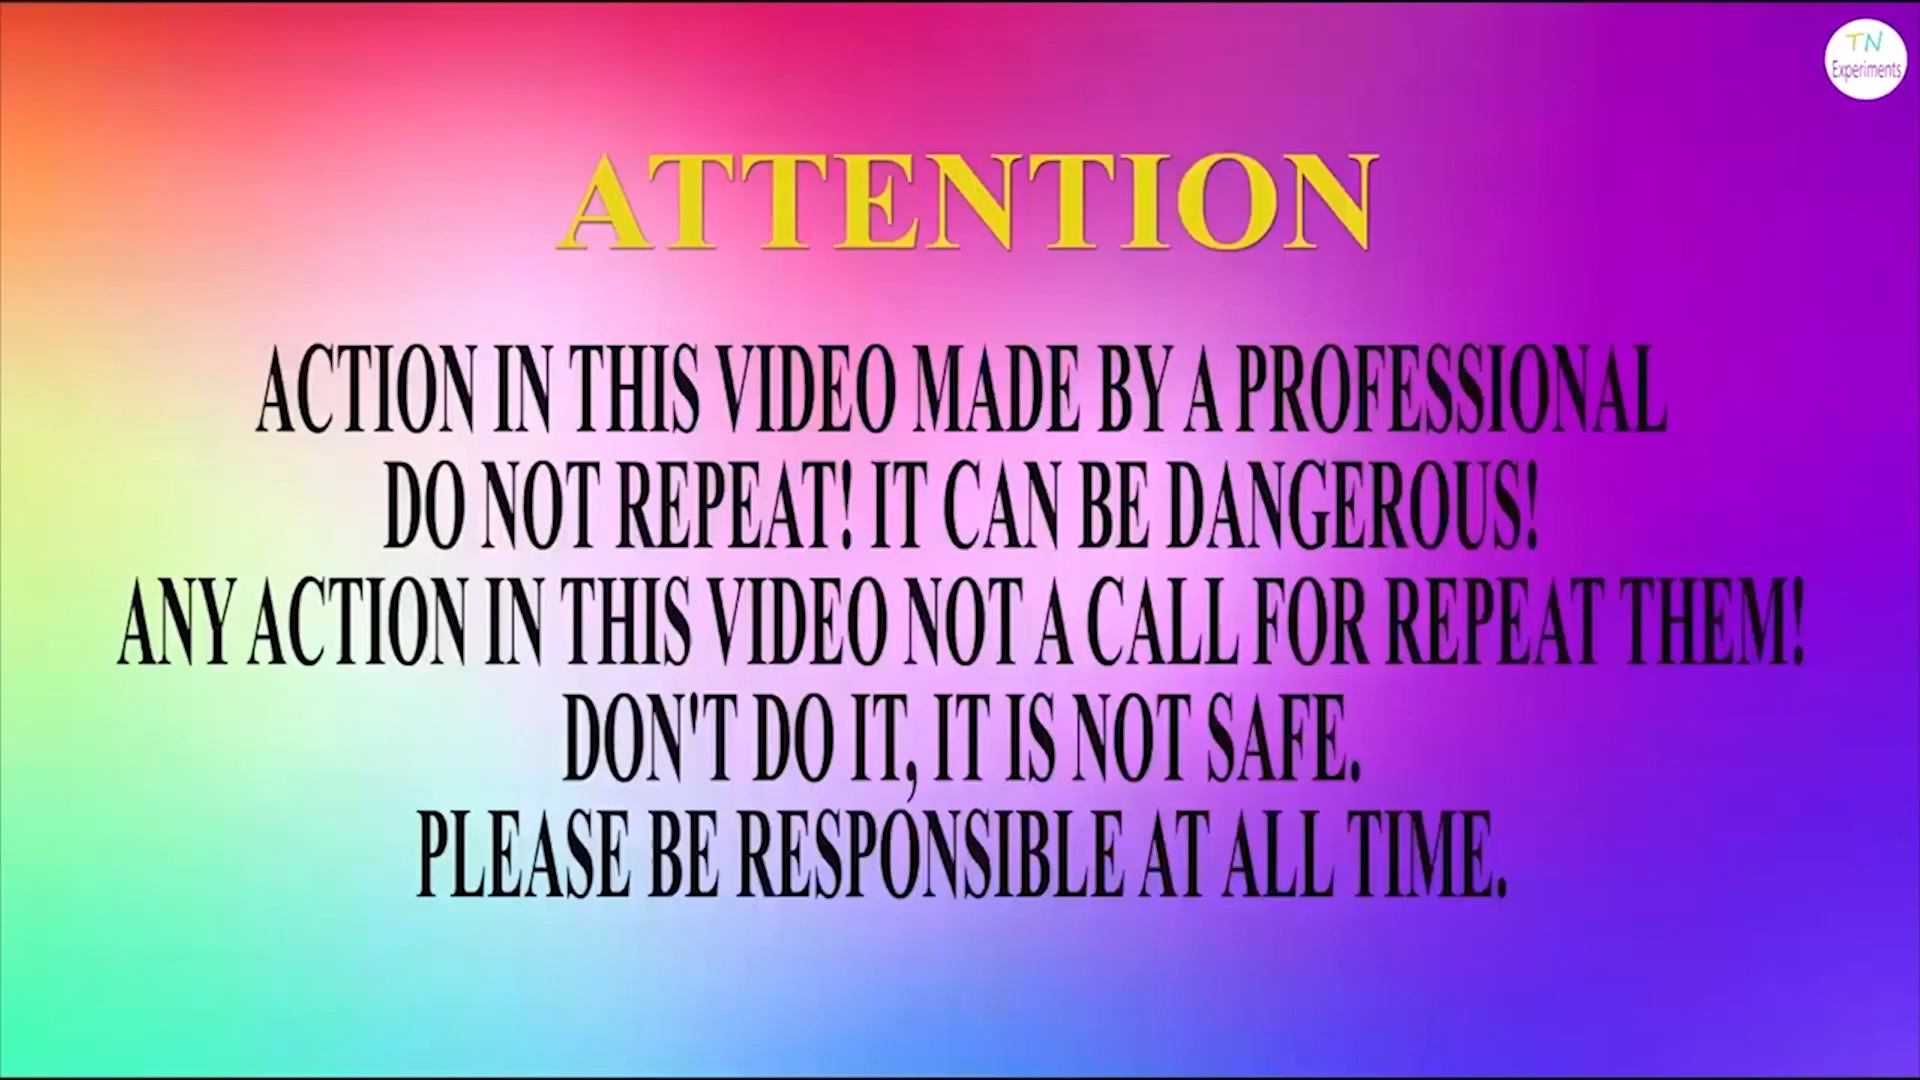 TN
Experiments
ATTENTION
ACTION IN THIS VIDEO MADE BY A PROFESSIONAL
DO NOT REPEAT! IT CAN BE DANGEROUS!
ANY ACTION IN THIS VIDEO NOT A CALL FOR REPEAT THEM!
DON'T DO IT, IT IS NOT SAFE.
PLEASE BE RESPONSIBLE AT ALL TIME.